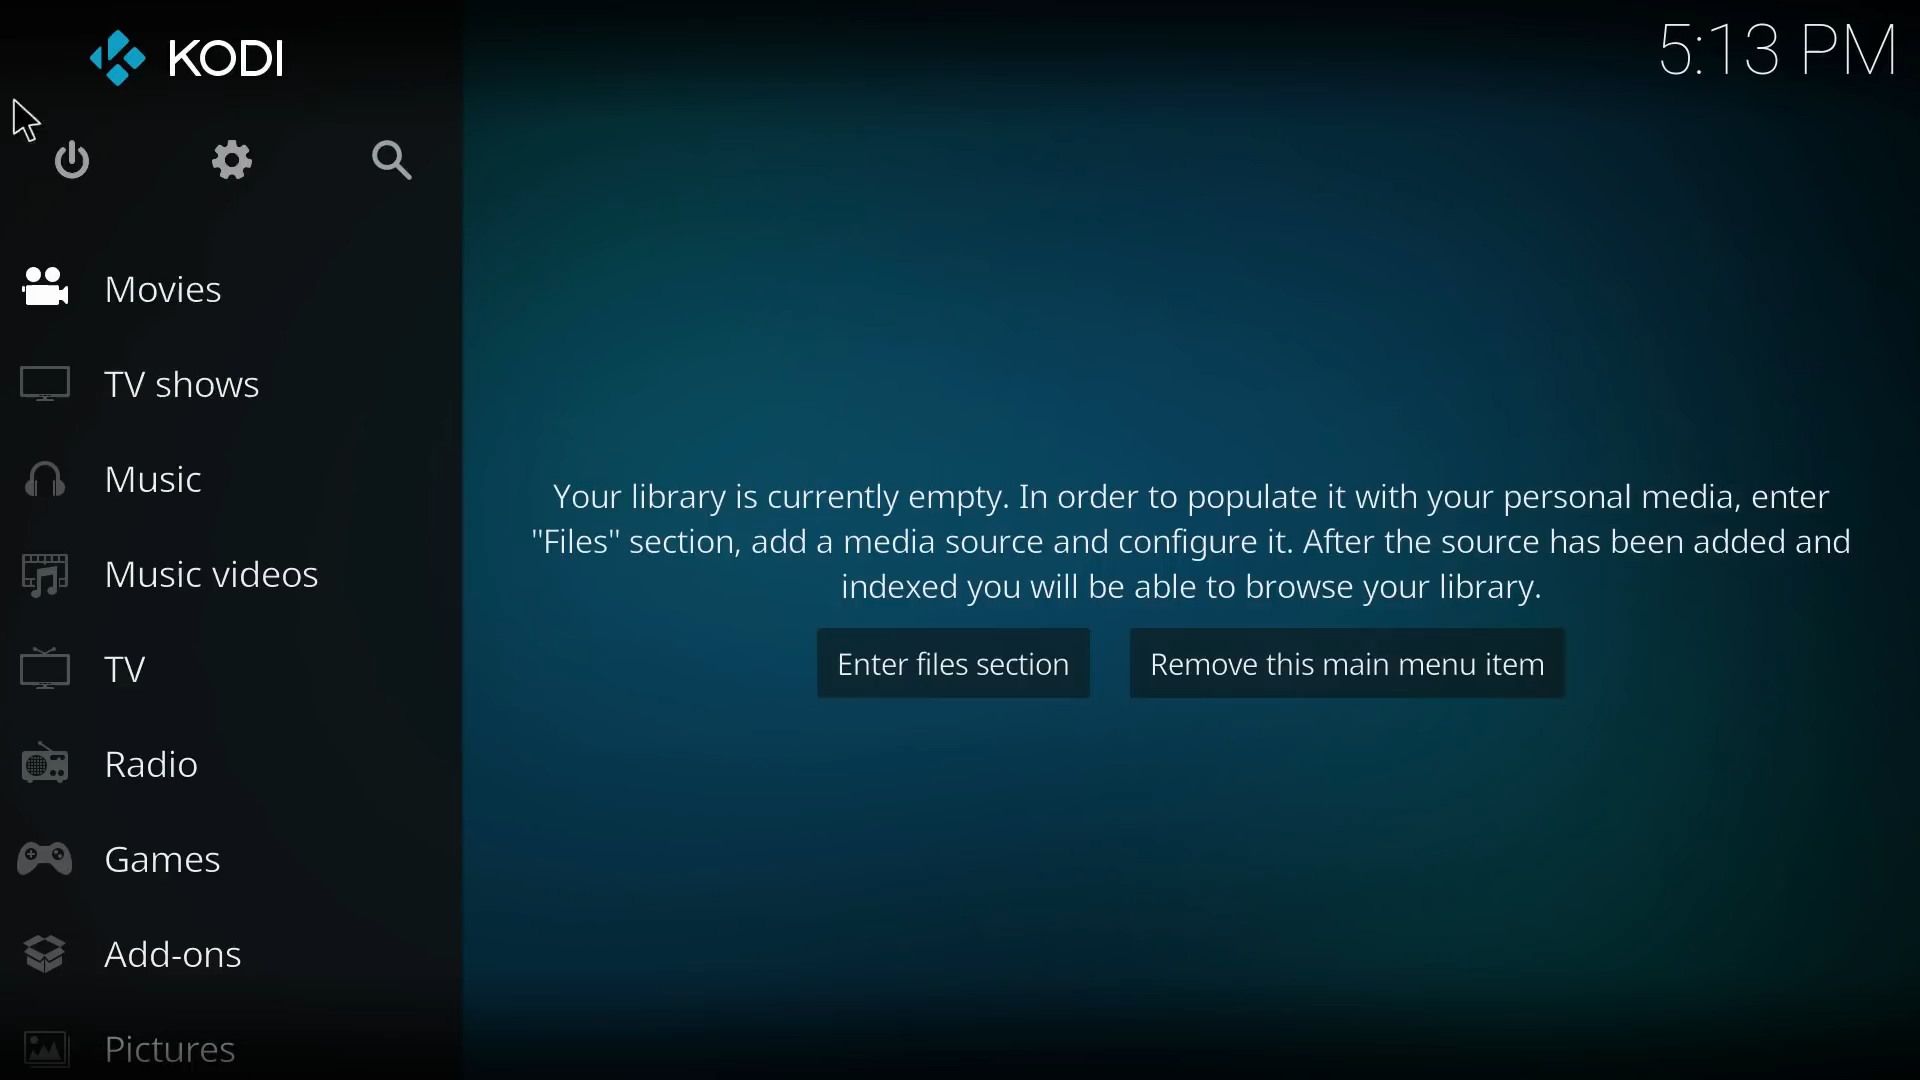 KODI
5:13 PM
Movies
TV shows
Music
Music videos
TV
Radio
Games
Add-ons
Pictures
Your library is currently empty. In order to populate it with your personal media, enter
"Files" section, add a media source and configure it. After the source has been added and
indexed you will be able to browse your library.
Enter files section
Remove this main menu item